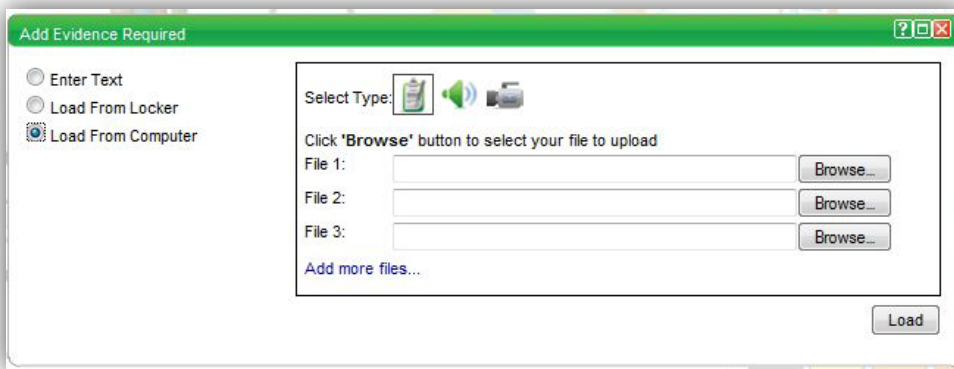 Add Evidence Required
?
Enter Text
Load From Locker
Load From Computer
Select Type:
Click 'Browse' button to select your file to upload
File 1:
Browse...
File 2:
Browse...
File 3:
Browse...
Add more files...
Load